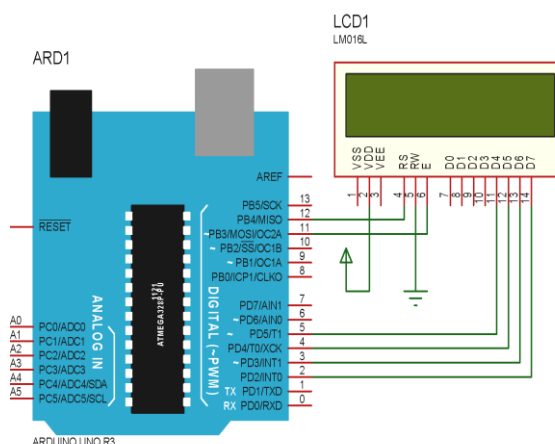 LCD1
LM016L
ARD1
VSS
VDD
VEE
RS
RW
E
D0
D1
D2
D3
D4
D5
D6
D7
1
2
3
4
5
6
7
8
9
10
11
12
13
14
AREF
RESET
PB5/SCK 13
PB4/MISO 12
~PB3/MOSI/OC2A 11
~PB2/SS/OC1B 10
~PB1/OC1A 9
PB0/ICP1/CLKO 8
PD7/AIN1 7
~PD6/AIN0 6
~PD5/T1 5
PD4/T0/XCK 4
~PD3/INT1 3
PD2/INT0 2
TX PD1/TXD 1
RX PD0/RXD 0
DIGITAL (~PWM)
ATMEGA328P-PU
1121
ANALOG IN
A0 PC0/ADC0
A1 PC1/ADC1
A2 PC2/ADC2
A3 PC3/ADC3
A4 PC4/ADC4/SDA
A5 PC5/ADC5/SCL
ARDUINO UNO R3